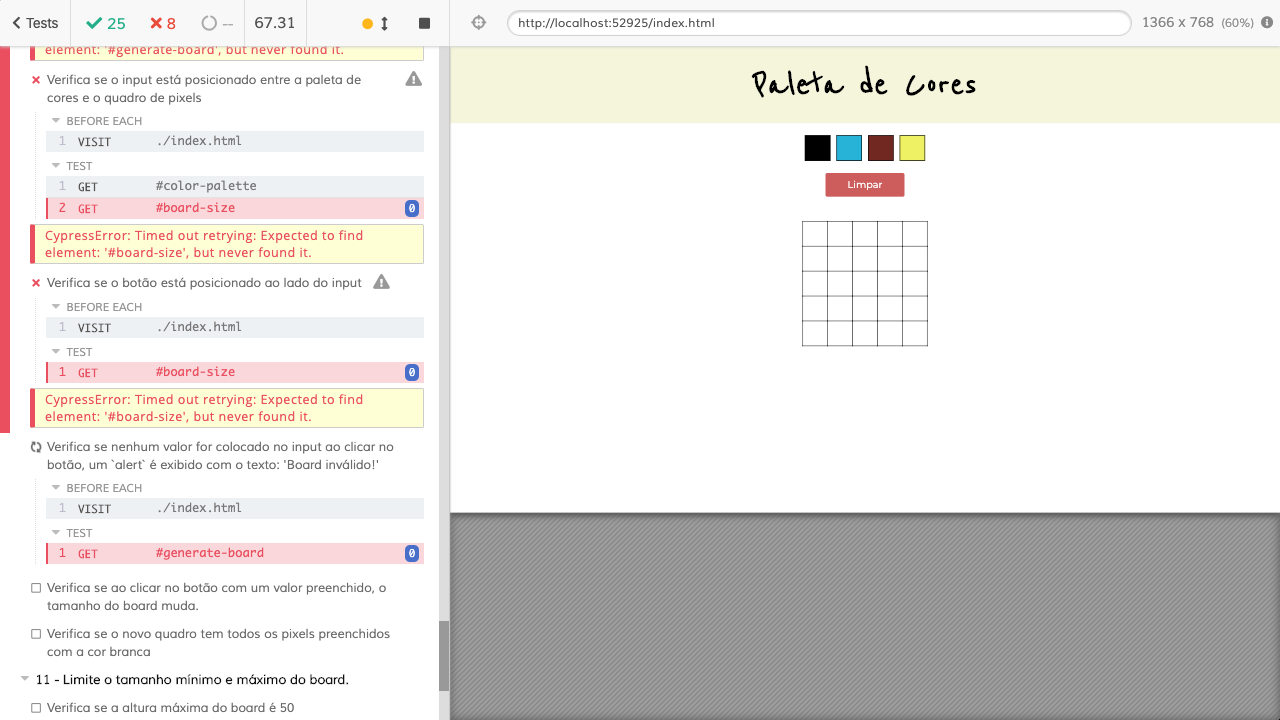 Tests 25 8 -- 67.31 http://localhost:52925/index.html 1366 x 768 (60%)
element: '#generate-board', but never found it.
Verifica se o input está posicionado entre a paleta de
cores e o quadro de pixels
BEFORE EACH
1 VISIT ./index.html
TEST
1 GET #color-palette
2 GET #board-size 0
CypressError: Timed out retrying: Expected to find
element: '#board-size', but never found it.
Verifica se o botão está posicionado ao lado do input
BEFORE EACH
1 VISIT ./index.html
TEST
1 GET #board-size 0
CypressError: Timed out retrying: Expected to find
element: '#board-size', but never found it.
Verifica se nenhum valor for colocado no input ao clicar no
botão, um `alert` é exibido com o texto: 'Board inválido!'
BEFORE EACH
1 VISIT ./index.html
TEST
1 GET #generate-board 0
Verifica se ao clicar no botão com um valor preenchido, o
tamanho do board muda.
Verifica se o novo quadro tem todos os pixels preenchidos
com a cor branca
11 - Limite o tamanho mínimo e máximo do board.
Verifica se a altura máxima do board é 50
Paleta de Cores
Limpar